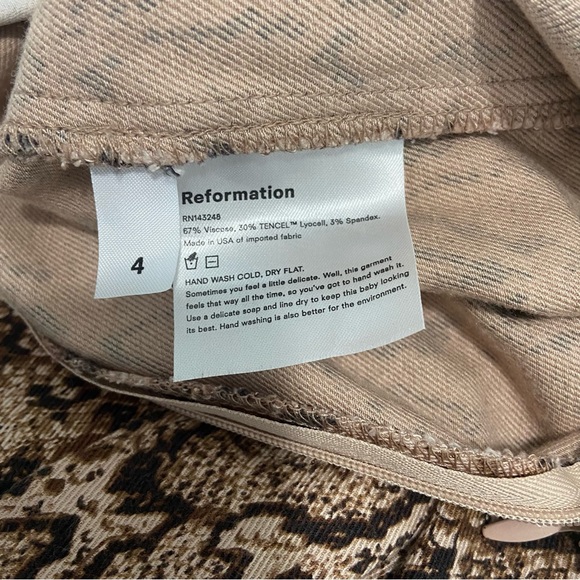 4
Reformation
RN143248
67% Viscose, 30% TENCEL™ Lyocell, 3% Spandex.
Made in USA of imported fabric
HAND WASH COLD, DRY FLAT.
Sometimes you feel a little delicate. Well, this garment
feels that way all the time, so you've got to hand wash it.
Use a delicate soap and line dry to keep this baby looking
its best. Hand washing is also better for the environment.